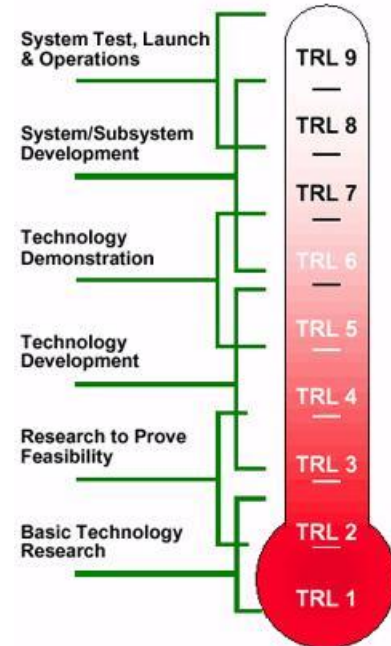 System Test, Launch
& Operations
System/Subsystem
Development
Technology
Demonstration
Technology
Development
Research to Prove
Feasibility
Basic Technology
Research
TRL 9
TRL 8
TRL 7
TRL 6
TRL 5
TRL 4
TRL 3
TRL 2
TRL 1